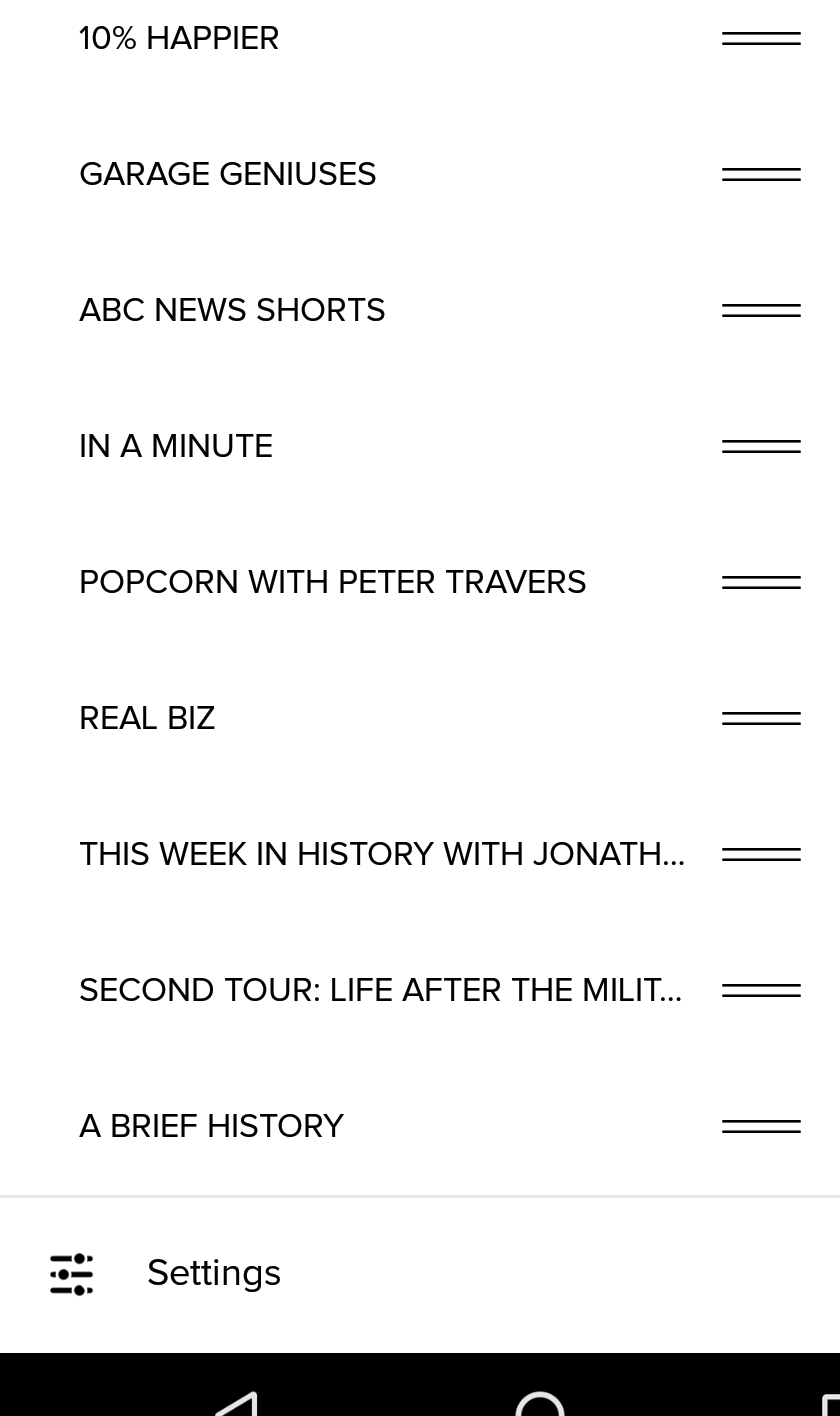 10% HAPPIER
GARAGE GENIUSES
ABC NEWS SHORTS
IN A MINUTE
POPCORN WITH PETER TRAVERS
REAL BIZ
THIS WEEK IN HISTORY WITH JONATH...
SECOND TOUR: LIFE AFTER THE MILIT...
A BRIEF HISTORY
Settings